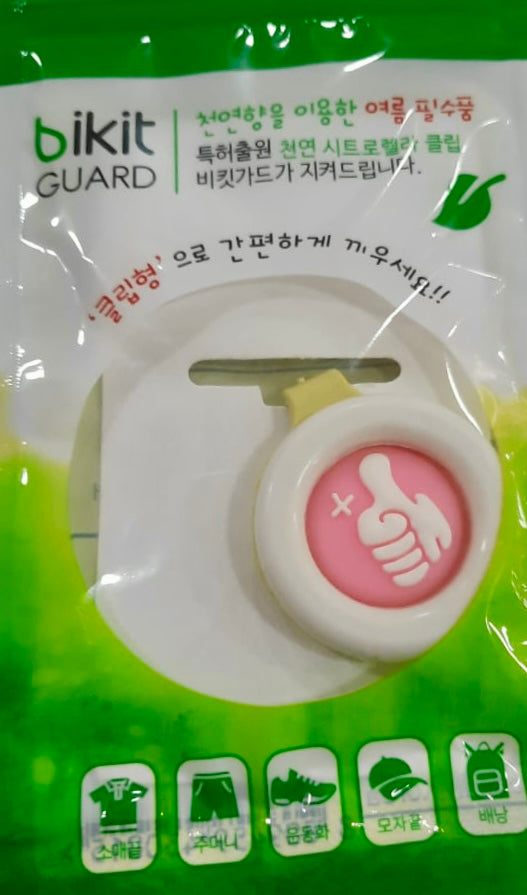 bikit
GUARD
천연향을 이용한 여름 필수품
특허출원 천연 시트로넬라 클립
비킷가드가 지켜드립니다.
'클립형'으로 간편하게 끼우세요!!
소매끝
주머니
운동화
모자끝
배낭